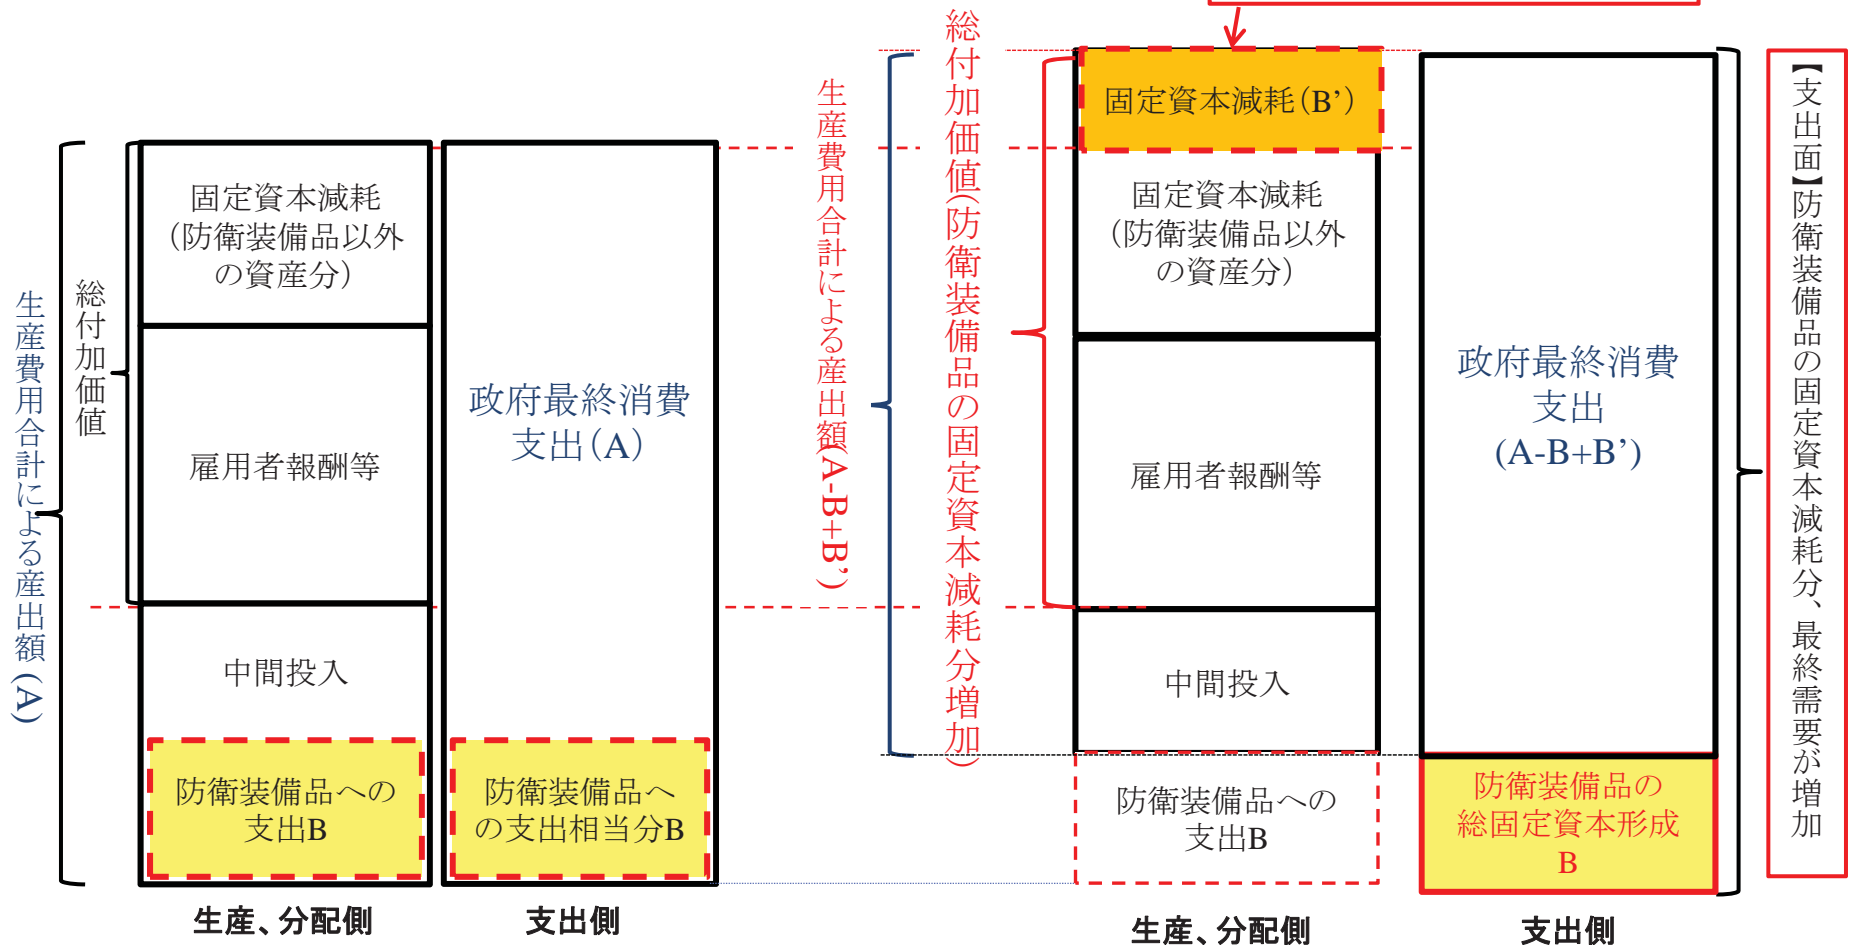 生産費用合計による産出額(A)
総付加価値
固定資本減耗
(防衛装備品以外
の資産分)
雇用者報酬等
中間投入
防衛装備品への
支出B
政府最終消費
支出(A)
防衛装備品へ
の支出相当分B
生産、分配側
支出側
生産費用合計による産出額(A-B+B’)
総付加価値(防衛装備品の固定資本減耗分増加)
固定資本減耗(B’)
固定資本減耗
(防衛装備品以外
の資産分)
雇用者報酬等
中間投入
防衛装備品への
支出B
政府最終消費
支出
(A-B+B’)
防衛装備品の
総固定資本形成
B
【支出面】防衛装備品の固定資本減耗分、最終需要が増加
生産、分配側
支出側